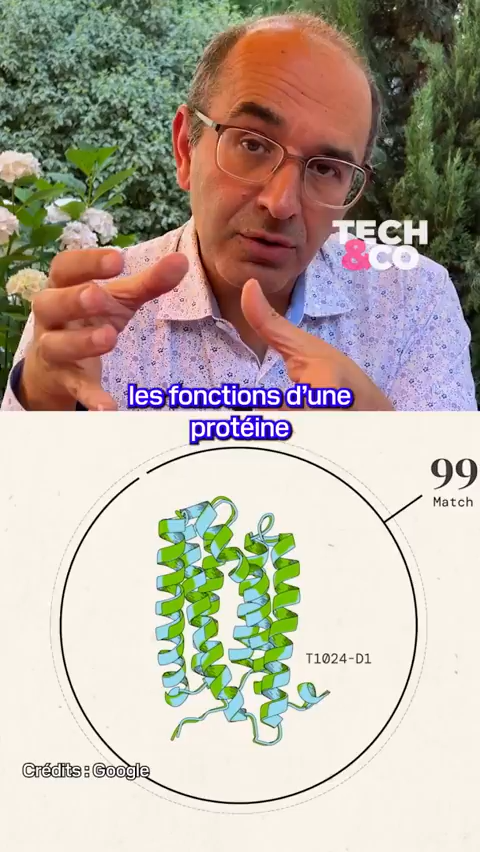 TECH
&CO
les fonctions d'une
protéine
99
Match
T1024-D1
Crédits : Google